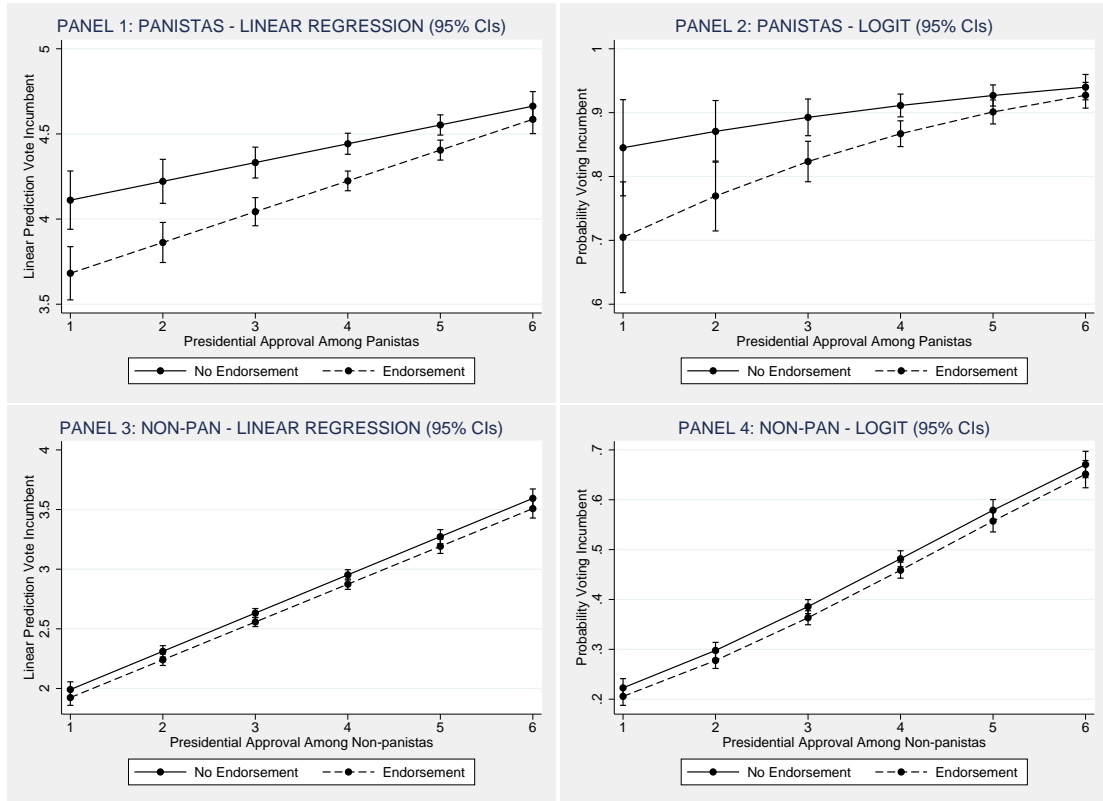 PANEL 1: PANISTAS - LINEAR REGRESSION (95% CIs)
Linear Prediction Vote Incumbent
5
4.5
4
3.5
1 2 3 4 5 6
Presidential Approval Among Panistas
No Endorsement Endorsement
PANEL 2: PANISTAS - LOGIT (95% CIs)
Probability Voting Incumbent
1
.9
.8
.7
.6
1 2 3 4 5 6
Presidential Approval Among Panistas
No Endorsement Endorsement
PANEL 3: NON-PAN - LINEAR REGRESSION (95% CIs)
Linear Prediction Vote Incumbent
4
3.5
3
2.5
2
1 2 3 4 5 6
Presidential Approval Among Non-panistas
No Endorsement Endorsement
PANEL 4: NON-PAN - LOGIT (95% CIs)
Probability Voting Incumbent
.7
.6
.5
.4
.3
.2
1 2 3 4 5 6
Presidential Approval Among Non-panistas
No Endorsement Endorsement